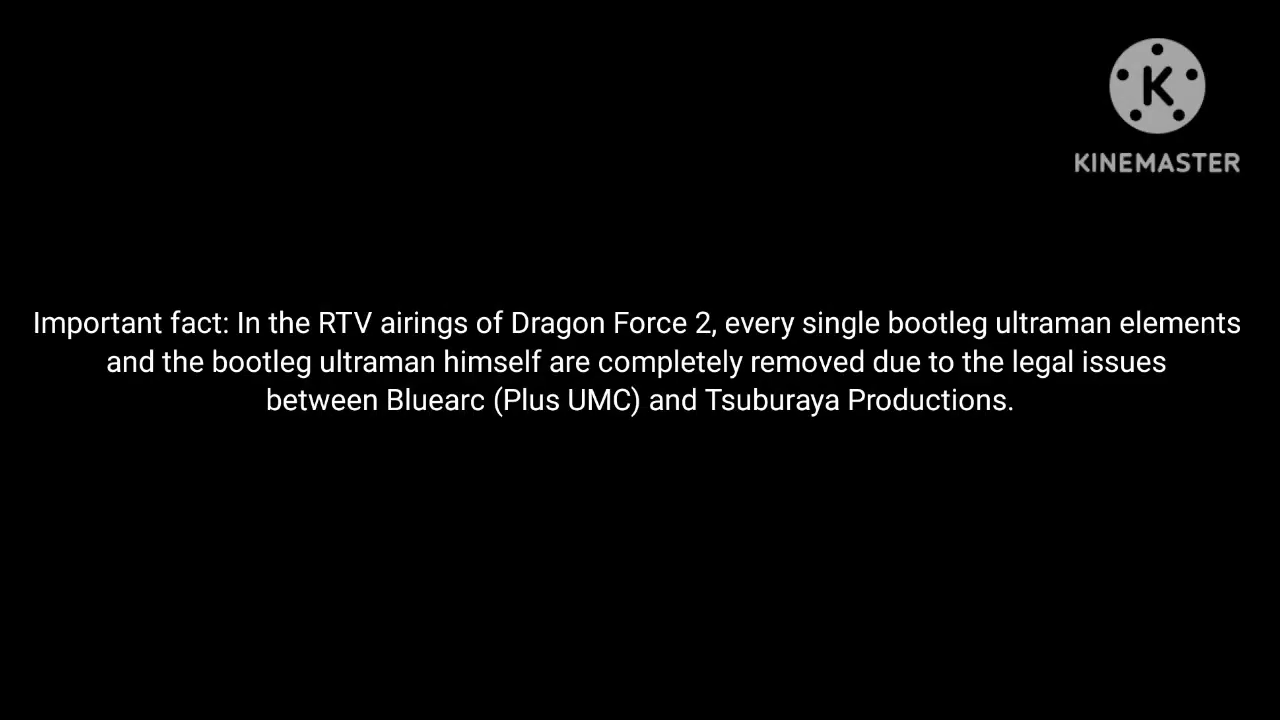 K
KINEMASTER
Important fact: In the RTV airings of Dragon Force 2, every single bootleg ultraman elements
and the bootleg ultraman himself are completely removed due to the legal issues
between Bluearc (Plus UMC) and Tsuburaya Productions.